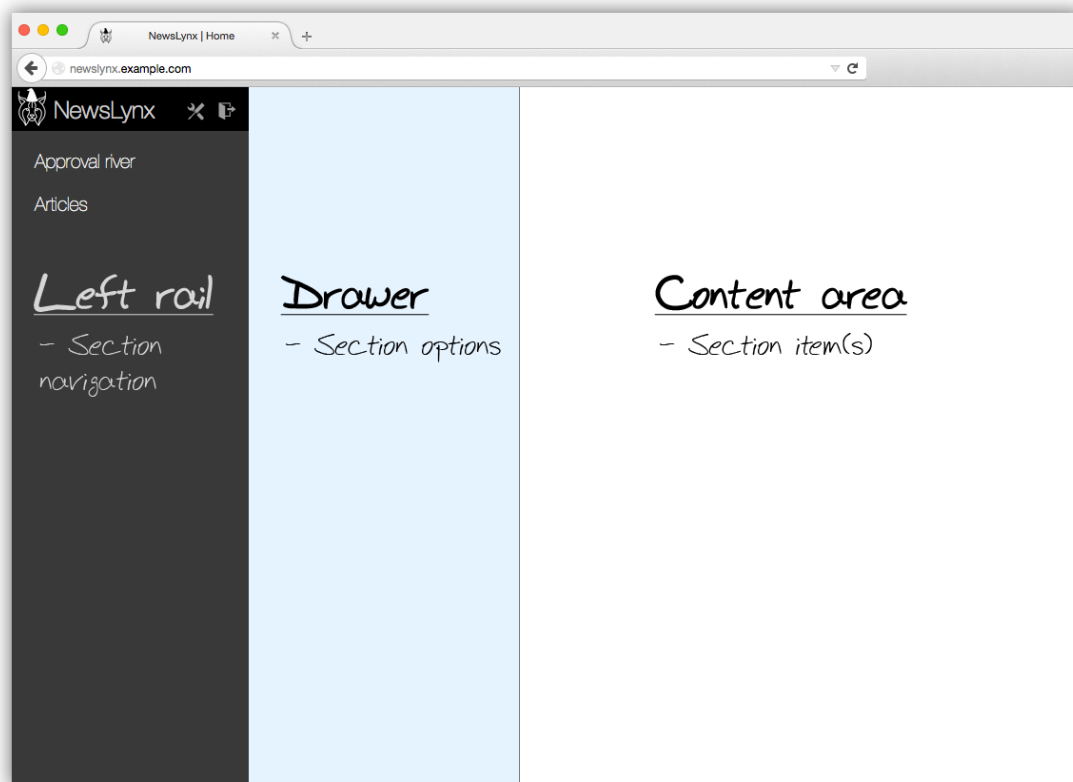 NewsLynx | Home
newslynx.example.com
NewsLynx
Approval river
Articles
Left rail
- Section
navigation
Drawer
- Section options
Content area
- Section item(s)